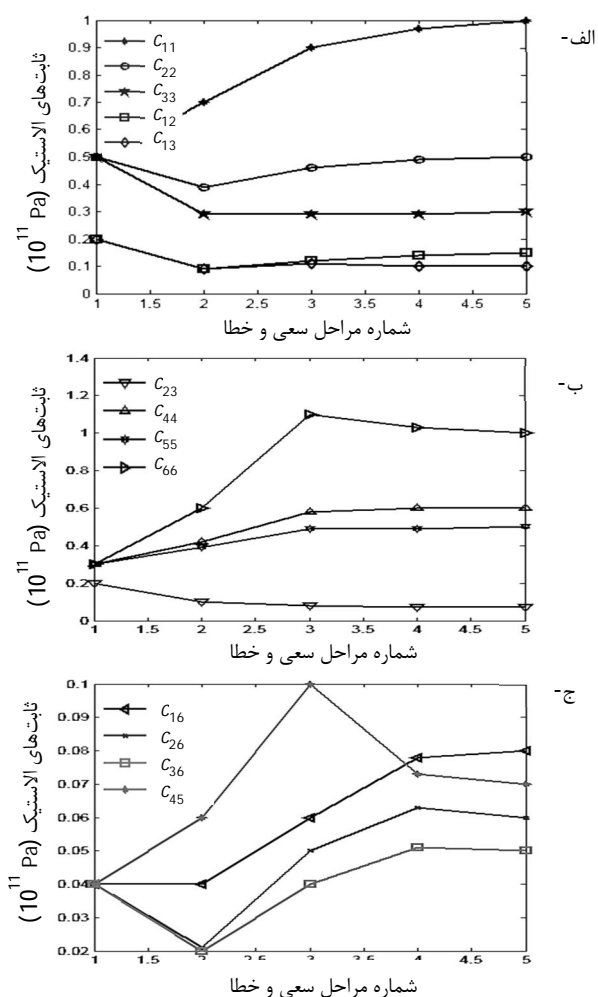 الف-
C11
C22
C33
C12
C13
ثابت‌های الاستیک (10^11 Pa)
1
0.9
0.8
0.7
0.6
0.5
0.4
0.3
0.2
0.1
0
1 1.5 2 2.5 3 3.5 4 4.5 5
شماره مراحل سعی و خطا
ب-
C23
C44
C55
C66
ثابت‌های الاستیک (10^11 Pa)
1.4
1.2
1
0.8
0.6
0.4
0.2
0
1 1.5 2 2.5 3 3.5 4 4.5 5
شماره مراحل سعی و خطا
ج-
C16
C26
C36
C45
ثابت‌های الاستیک (10^11 Pa)
0.1
0.09
0.08
0.07
0.06
0.05
0.04
0.03
0.02
1 1.5 2 2.5 3 3.5 4 4.5 5
شماره مراحل سعی و خطا